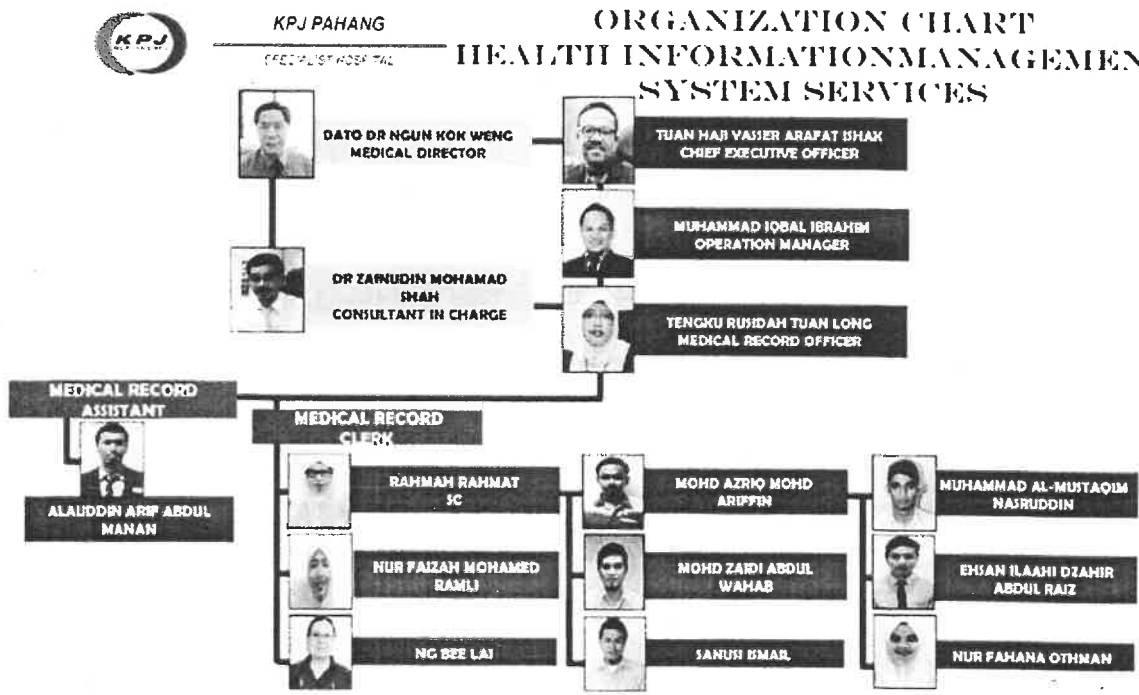 KPJ
KPJ PAHANG
SPECIALIST HOSPITAL
ORGANIZATION CHART
HEALTH INFORMATIONMANAGEMEN
SYSTEM SERVICES
DATO DR NGUN KOK WENG
MEDICAL DIRECTOR
TUAN HAJI YASSER ARAFAT ISHAK
CHIEF EXECUTIVE OFFICER
MUHAMMAD IQBAL IBRAHIM
OPERATION MANAGER
DR ZAINUDIN MOHAMAD
SHAH
CONSULTANT IN CHARGE
TENGKU RUSIDAH TUAN LONG
MEDICAL RECORD OFFICER
MEDICAL RECORD
ASSISTANT
ALAUDDIN ARIF ABDUL
MANAN
MEDICAL RECORD
CLERK
RAHMAH RAHMAT
SC
MOHD AZRIQ MOHD
ARIFFIN
MUHAMMAD AL-MUSTAQIM
NASRUDDIN
NUR FAIZAH MOHAMED
RAMLI
MOHD ZAIDI ABDUL
WAHAB
EHSAN ILAAHI DZAHIR
ABDUL RAIZ
NG BEE LAI
SANUSI ISMAIL
NUR FAHANA OTHMAN